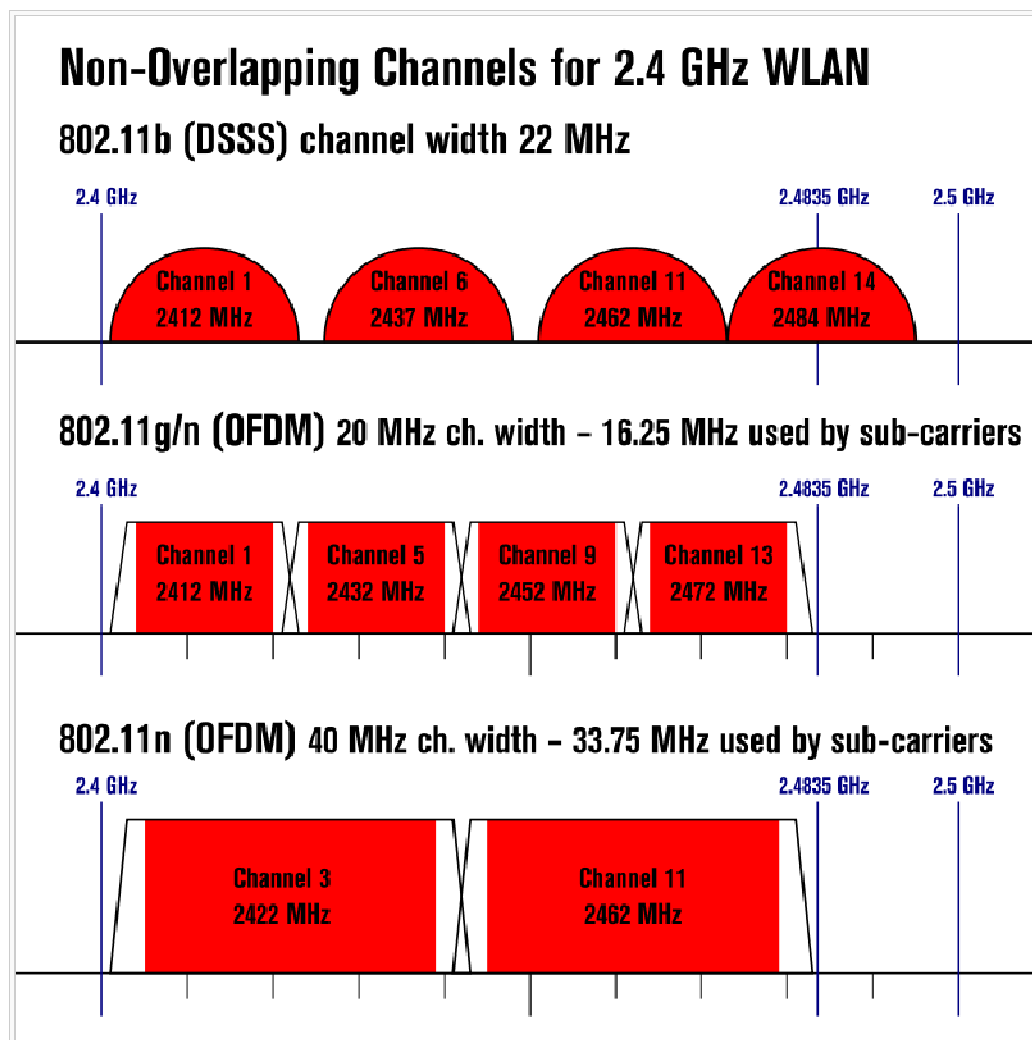 Non-Overlapping Channels for 2.4 GHz WLAN
802.11b (DSSS) channel width 22 MHz
2.4 GHz 2.4835 GHz 2.5 GHz
Channel 1 Channel 6 Channel 11 Channel 14
2412 MHz 2437 MHz 2462 MHz 2484 MHz
802.11g/n (OFDM) 20 MHz ch. width – 16.25 MHz used by sub-carriers
2.4 GHz 2.4835 GHz 2.5 GHz
Channel 1 Channel 5 Channel 9 Channel 13
2412 MHz 2432 MHz 2452 MHz 2472 MHz
802.11n (OFDM) 40 MHz ch. width – 33.75 MHz used by sub-carriers
2.4 GHz 2.4835 GHz 2.5 GHz
Channel 3 Channel 11
2422 MHz 2462 MHz